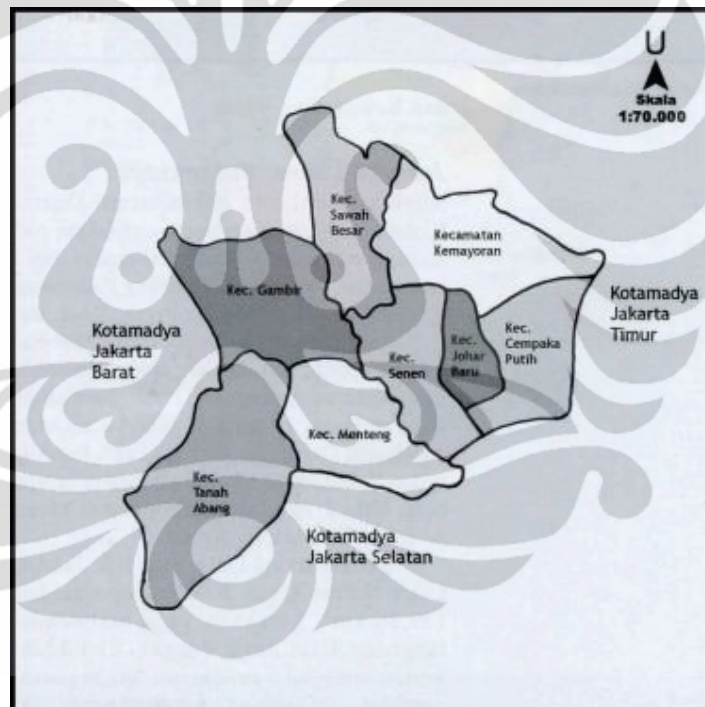 U
Skala
1:70.000
Kec.
Sawah
Besar
Kecamatan
Kemayoran
Kec. Gambir
Kotamadya
Jakarta
Timur
Kotamadya
Jakarta
Barat
Kec.
Senen
Kec.
Johar
Baru
Kec.
Cempaka
Putih
Kec. Menteng
Kec.
Tanah
Abang
Kotamadya
Jakarta Selatan